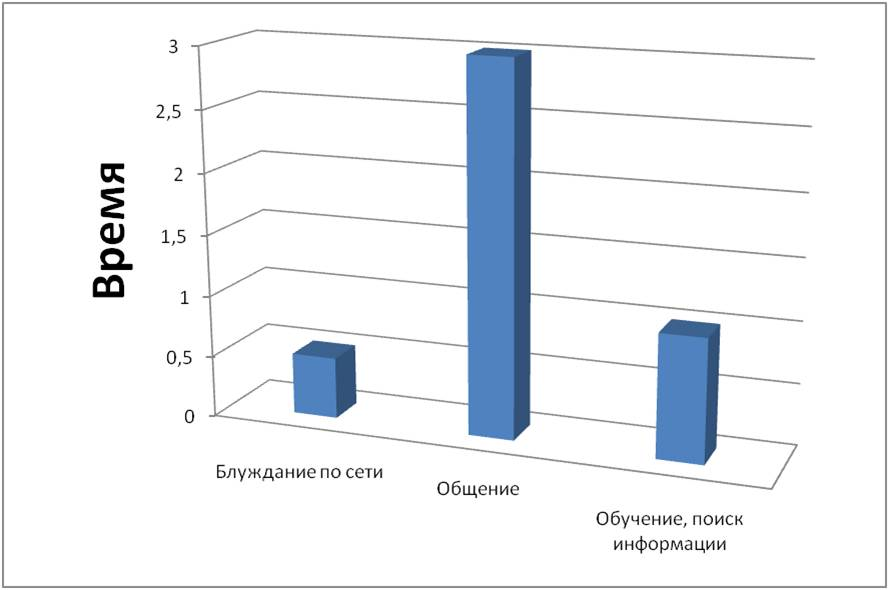 Время
3
2,5
2
1,5
1
0,5
0
Блуждание по сети
Общение
Обучение, поиск
информации